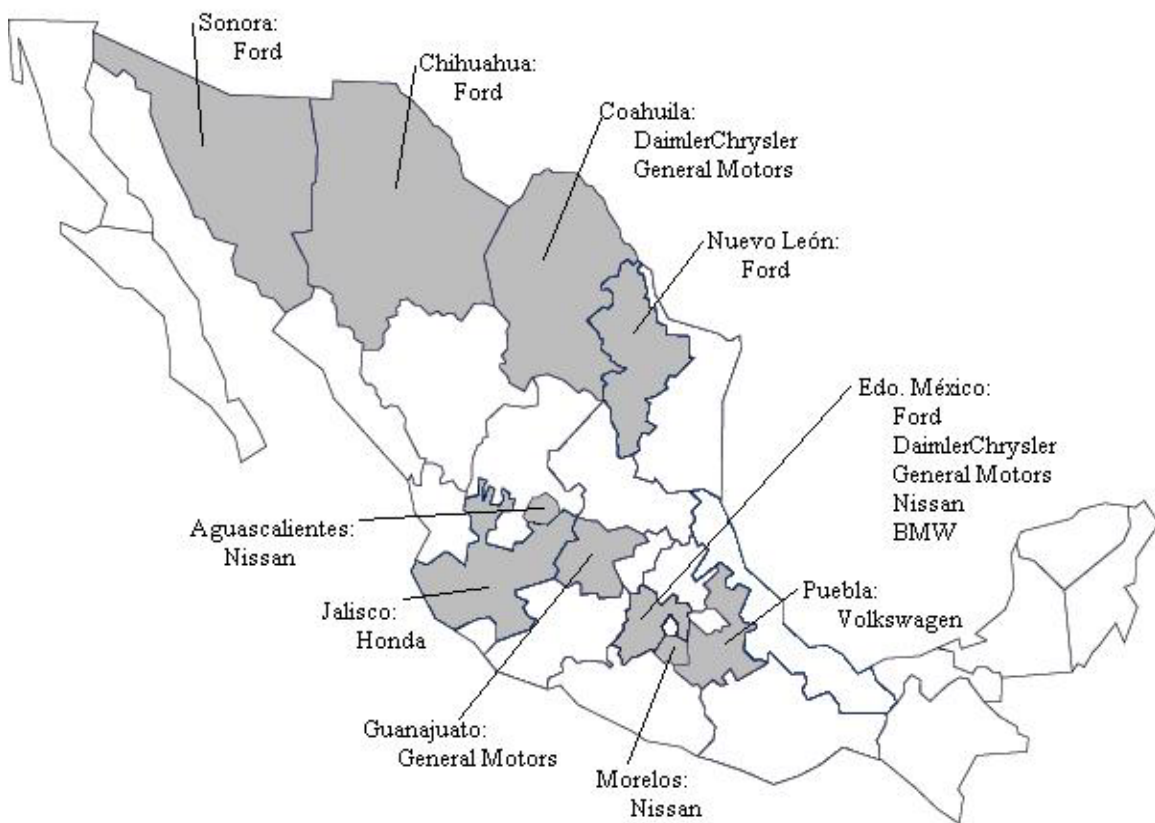 Sonora:
Ford
Chihuahua:
Ford
Coahuila:
DaimlerChrysler
General Motors
Nuevo León:
Ford
Edo. México:
Ford
DaimlerChrysler
General Motors
Nissan
BMW
Aguascalientes:
Nissan
Jalisco:
Honda
Puebla:
Volkswagen
Guanajuato:
General Motors
Morelos:
Nissan